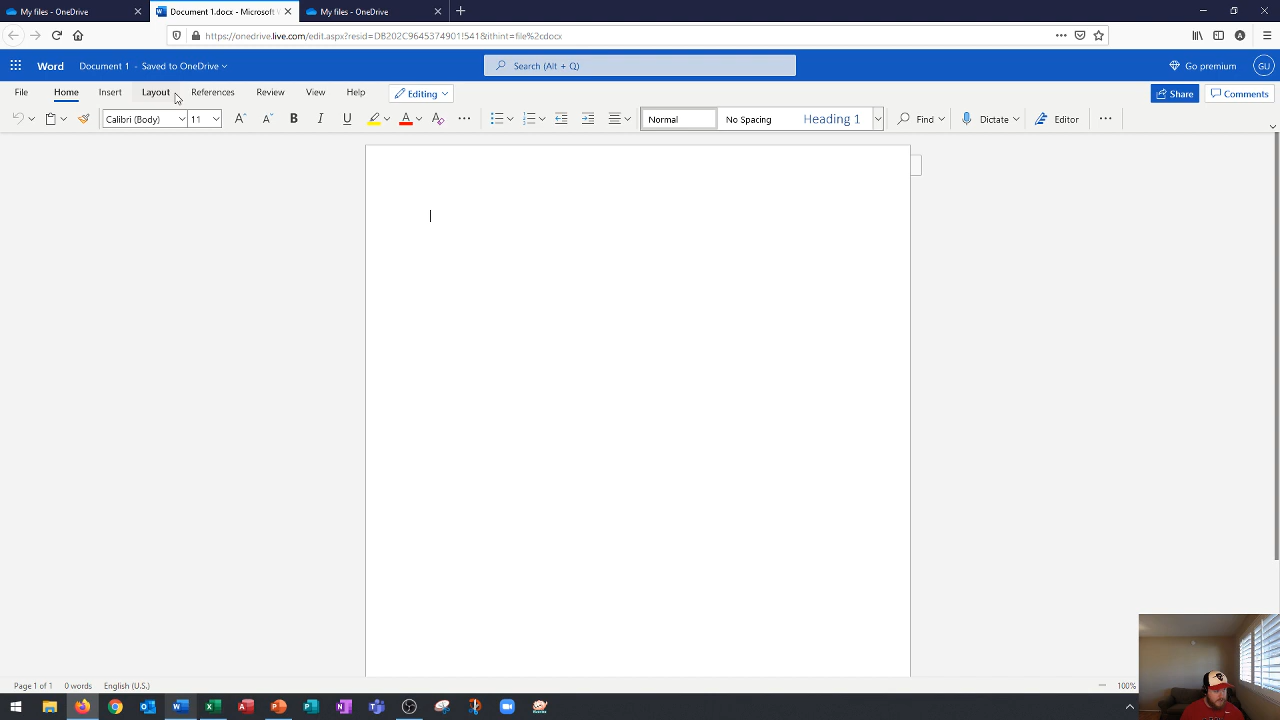 My files - OneDrive
Document 1.docx - Microsoft
My files - OneDrive
https://onedrive.live.com/edit.aspx?resid=DB202C9645374901!541&ithint=file%2cdocx
Word
Document 1 - Saved to OneDrive
Search (Alt + Q)
Go premium
GU
File
Home
Insert
Layout
References
Review
View
Help
Editing
Share
Comments
Calibri (Body)
11
A
A
B
I
U
A
Normal
No Spacing
Heading 1
Find
Dictate
Editor
Page 1 of 1
0 words
English (U.S.)
100%